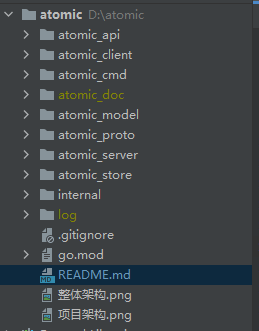 atomic D:\atomic
atomic_api
atomic_client
atomic_cmd
atomic_doc
atomic_model
atomic_proto
atomic_server
atomic_store
internal
log
.gitignore
go.mod
README.md
整体架构.png
项目架构.png